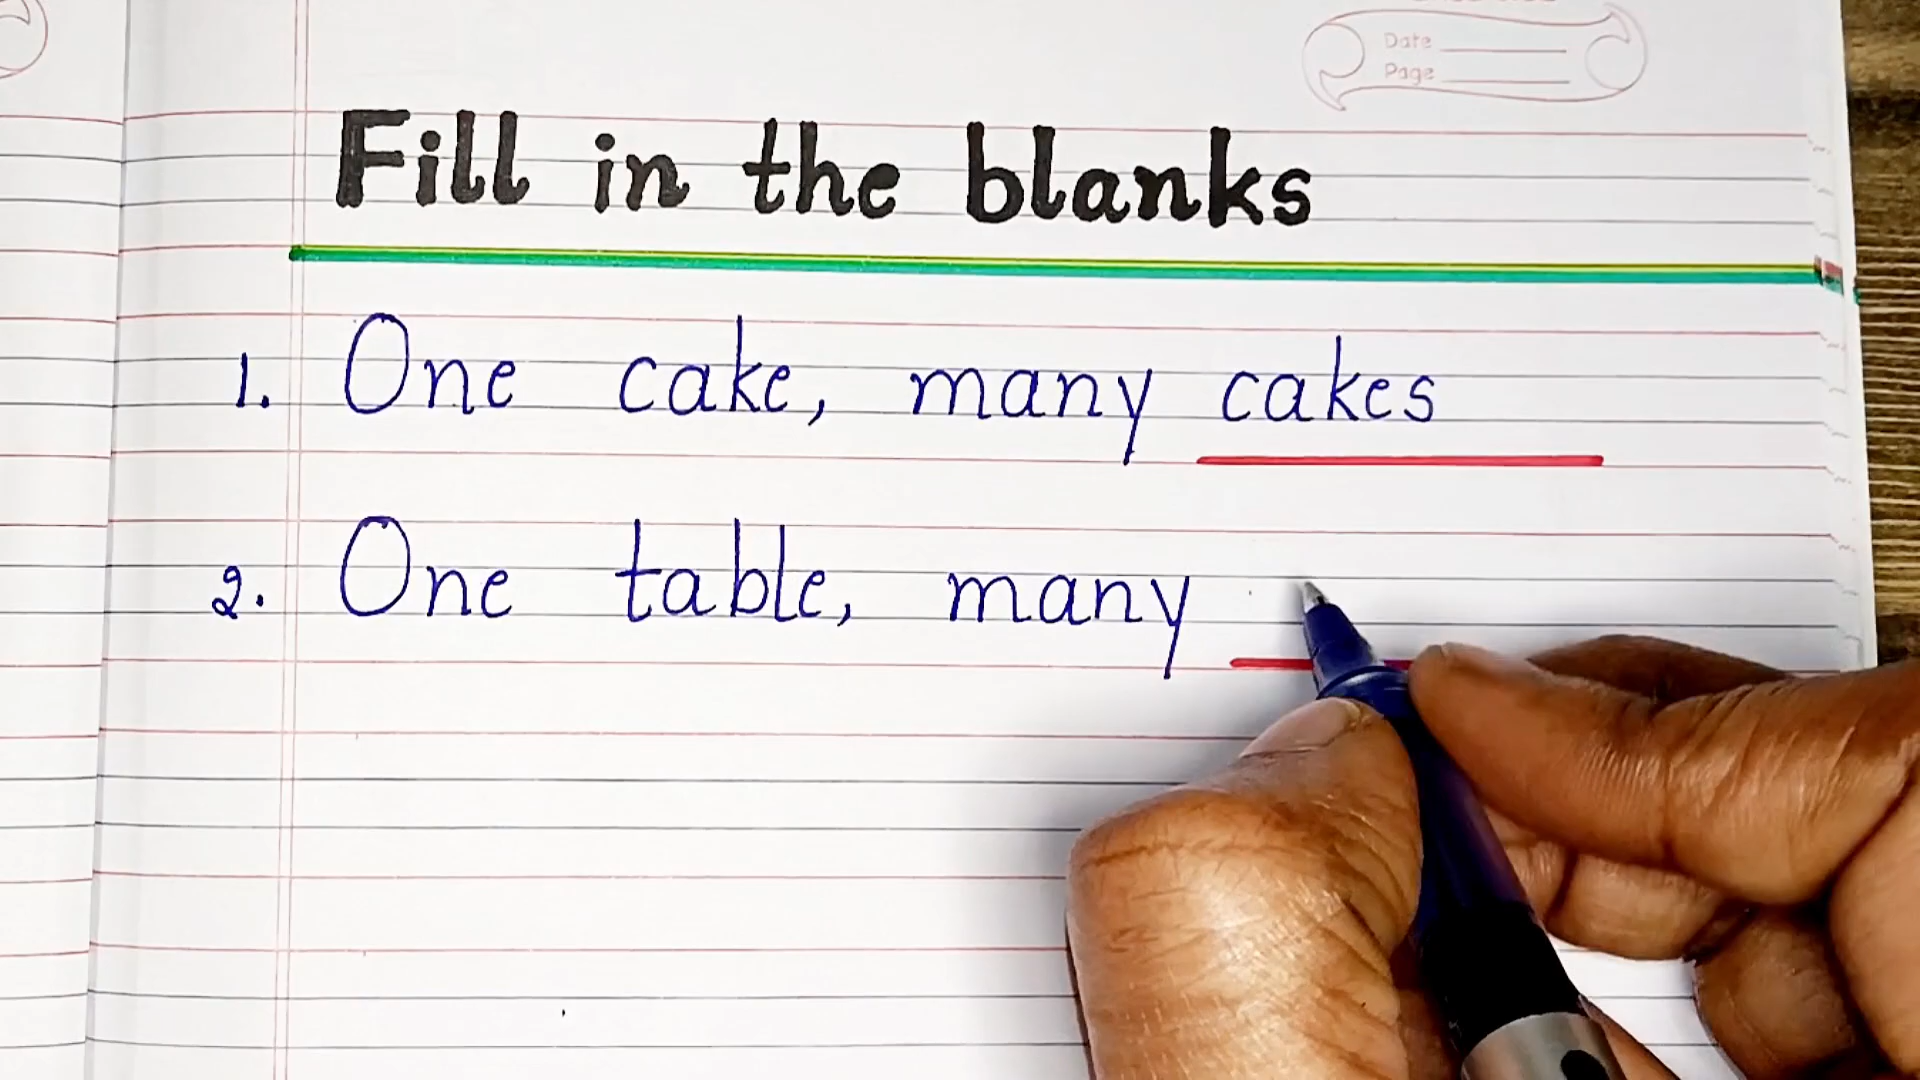 Date
Page
Fill in the blanks
1. One cake, many cakes
2. One table, many